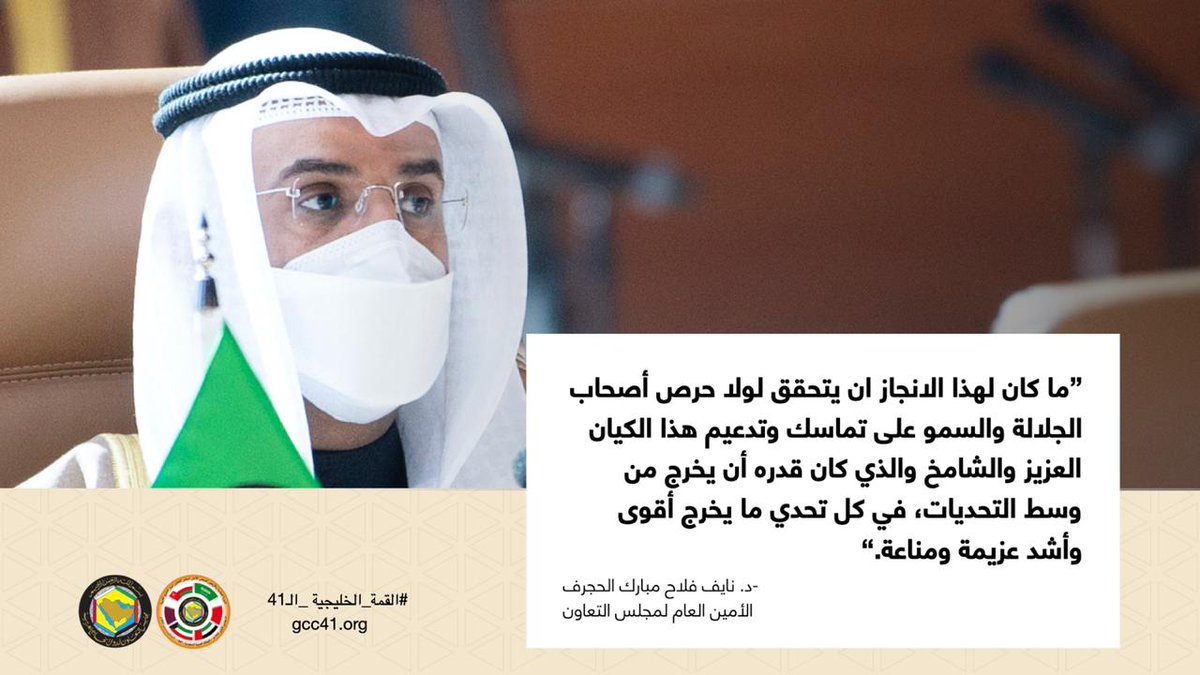 ”ما كان لهذا الانجاز ان يتحقق لولا حرص أصحاب
الجلالة والسمو على تماسك وتدعيم هذا الكيان
العزيز والشامخ والذي كان قدره أن يخرج من
وسط التحديات، في كل تحدي ما يخرج أقوى
وأشد عزيمة ومناعة.“
-د. نايف فلاح مبارك الحجرف
الأمين العام لمجلس التعاون
#القمة_الخليجية _الـ41
gcc41.org